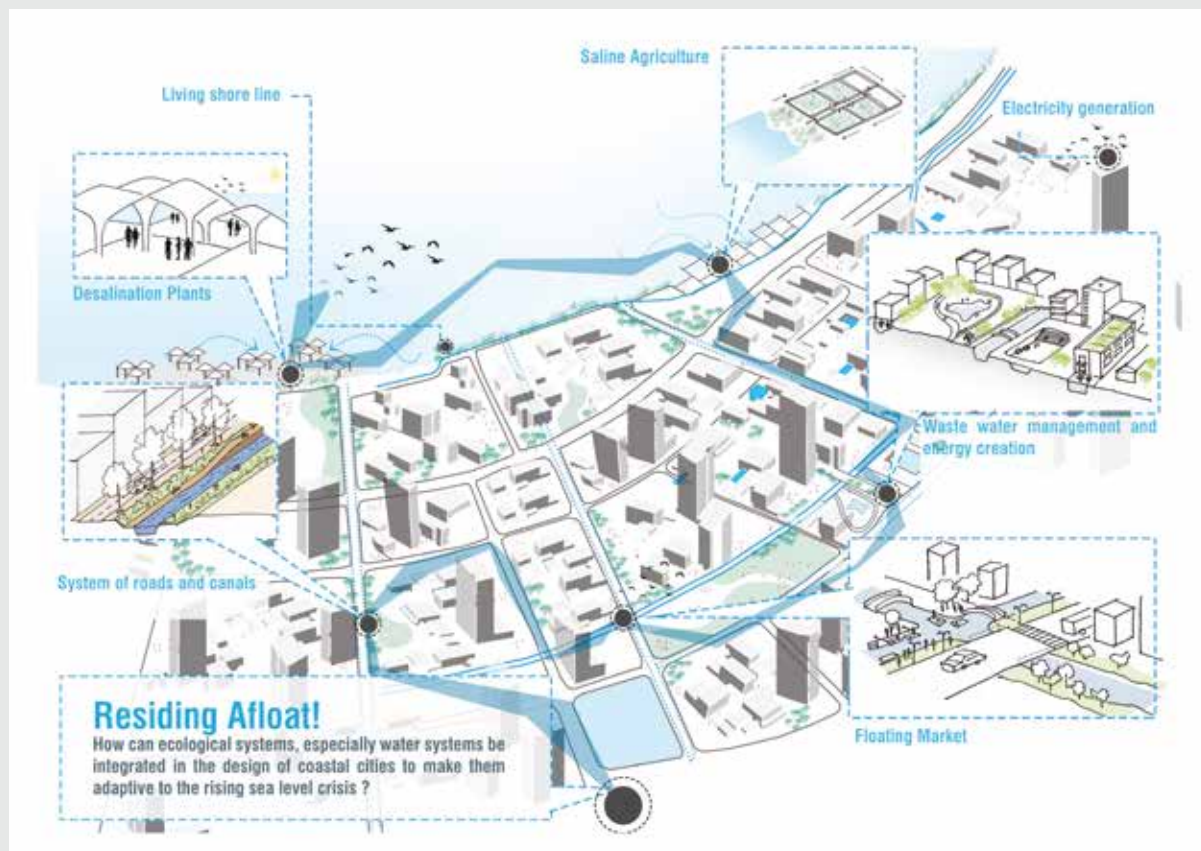 Saline Agriculture
Living shore line
Electricity generation
Desalination Plants
Waste water management and
energy creation
System of roads and canals
Residing Afloat!
How can ecological systems, especially water systems be
integrated in the design of coastal cities to make them
adaptive to the rising sea level crisis ?
Floating Market